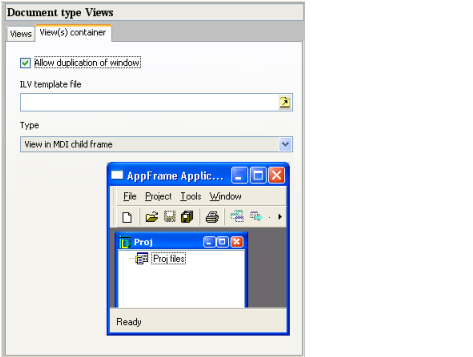 Document type Views
Views View(s) container
Allow duplication of window
ILV template file
Type
View in MDI child frame
AppFrame Applic...
File Project Tools Window
Proj
Proj files
Ready